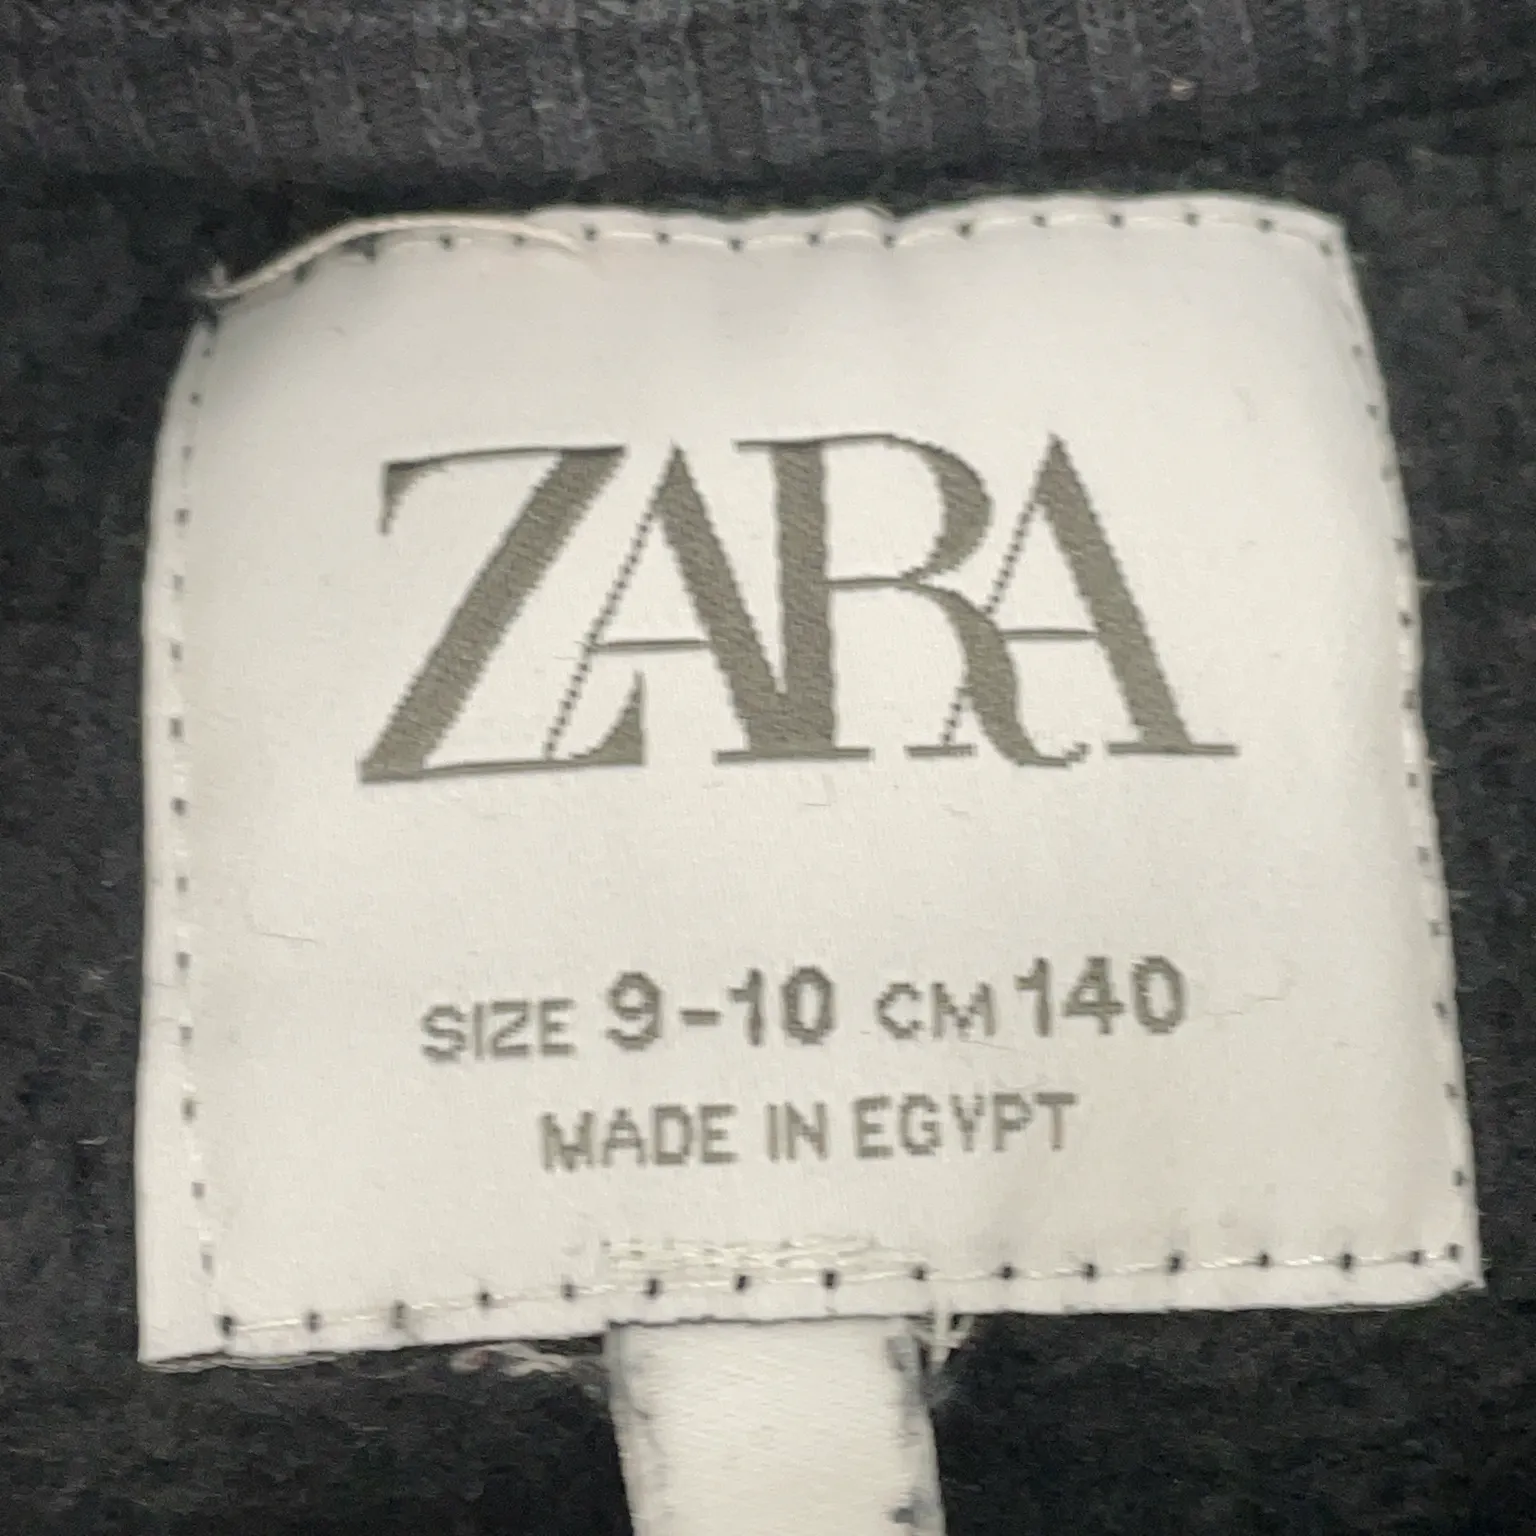 ZARA
SIZE 9-10 CM 140
MADE IN EGYPT